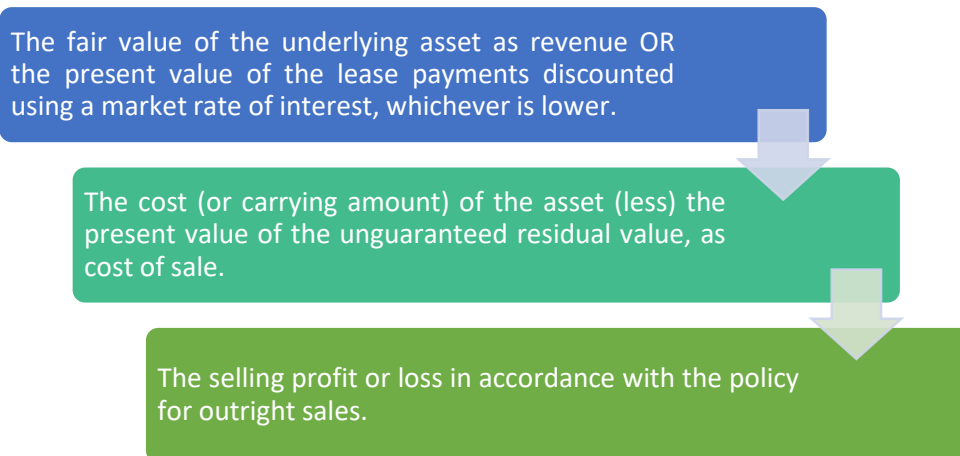 The fair value of the underlying asset as revenue OR
the present value of the lease payments discounted
using a market rate of interest, whichever is lower.
The cost (or carrying amount) of the asset (less) the
present value of the unguaranteed residual value, as
cost of sale.
The selling profit or loss in accordance with the policy
for outright sales.